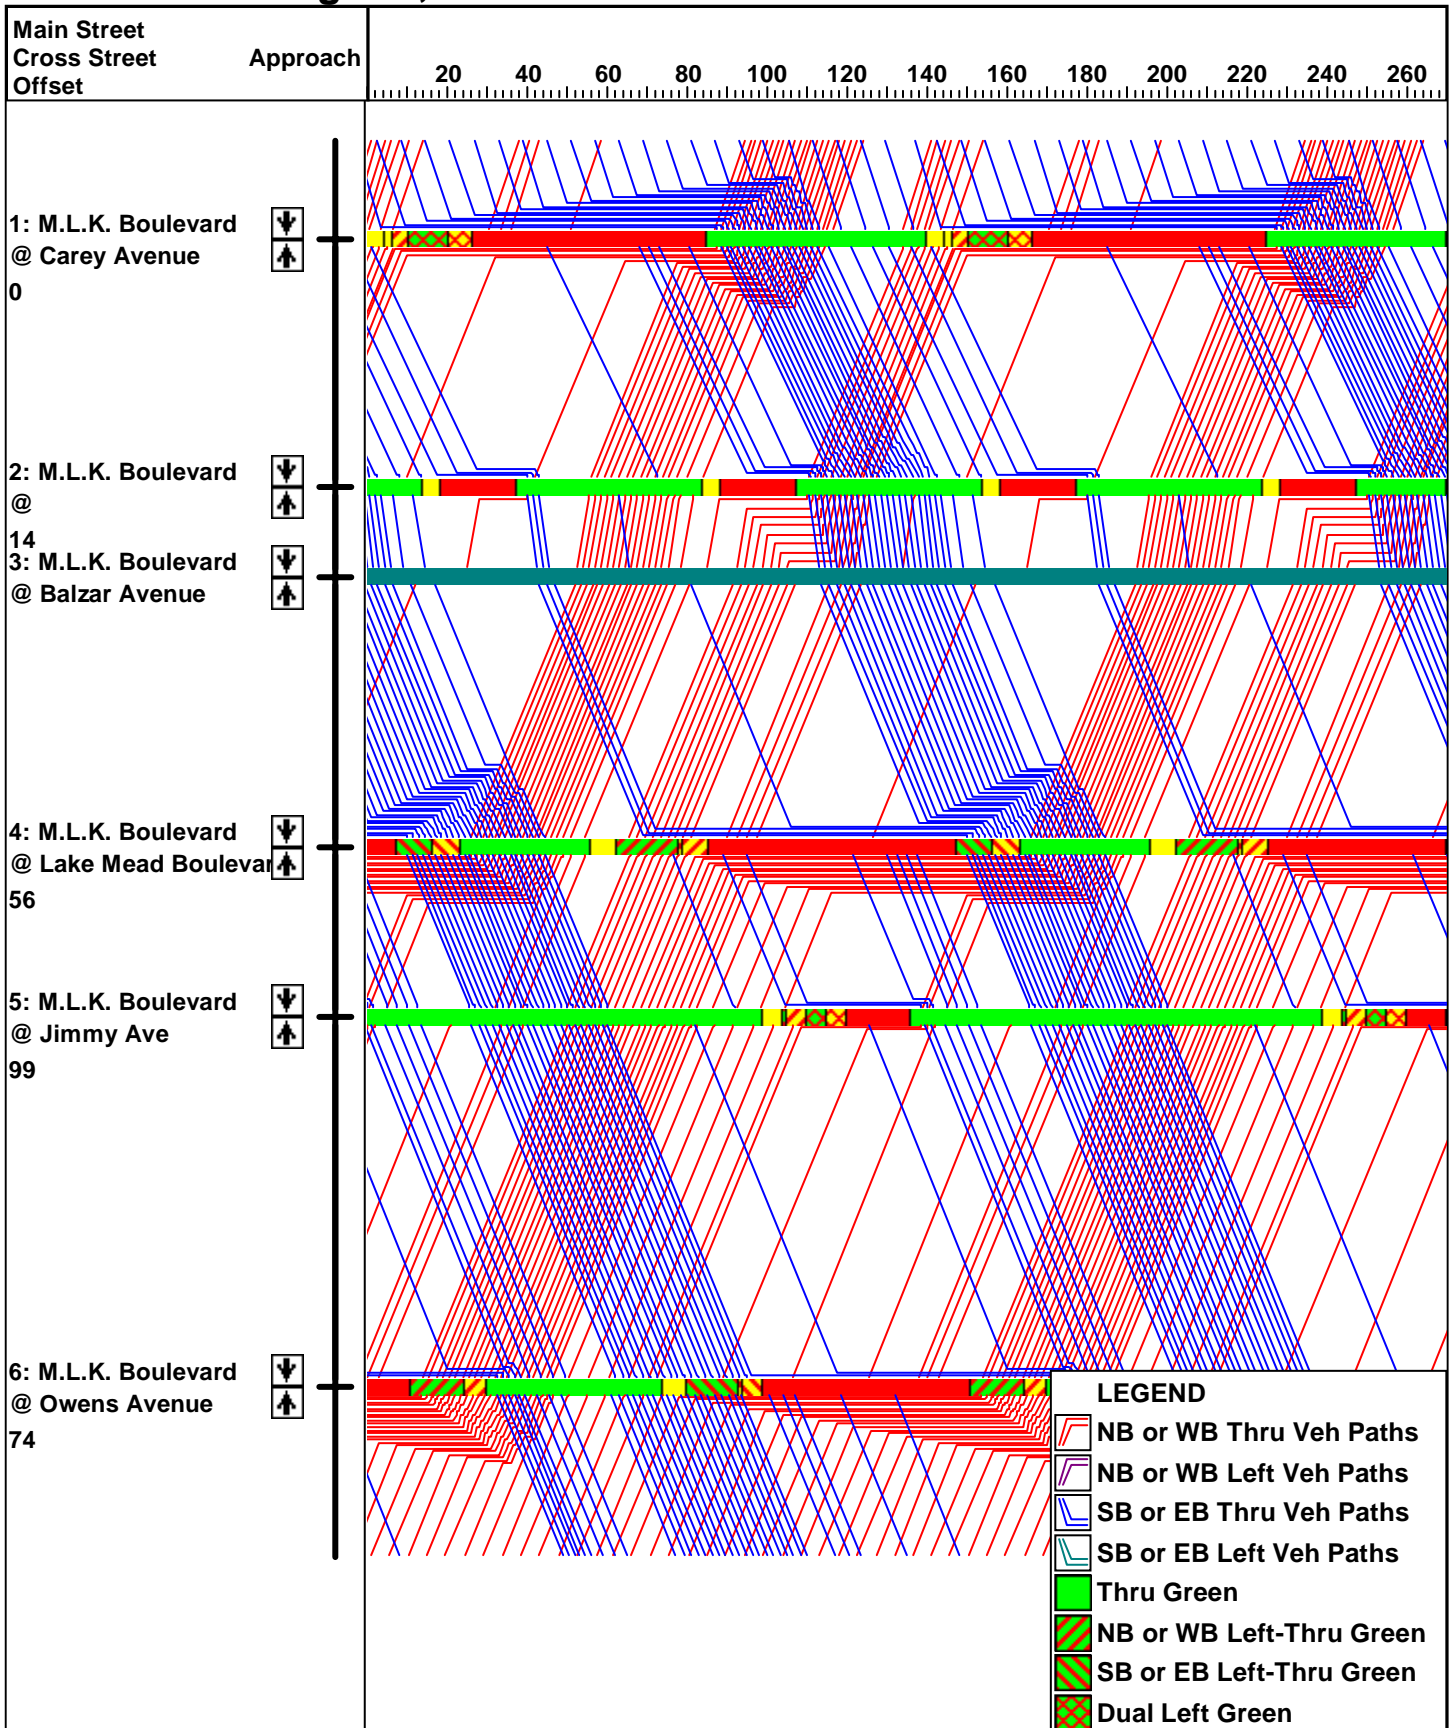 Main Street
Cross Street Approach
Offset
20 40 60 80 100 120 140 160 180 200 220 240 260
1: M.L.K. Boulevard
@ Carey Avenue
0
2: M.L.K. Boulevard
@
14
3: M.L.K. Boulevard
@ Balzar Avenue
4: M.L.K. Boulevard
@ Lake Mead Boulevar
56
5: M.L.K. Boulevard
@ Jimmy Ave
99
6: M.L.K. Boulevard
@ Owens Avenue
74
LEGEND
NB or WB Thru Veh Paths
NB or WB Left Veh Paths
SB or EB Thru Veh Paths
SB or EB Left Veh Paths
Thru Green
NB or WB Left-Thru Green
SB or EB Left-Thru Green
Dual Left Green